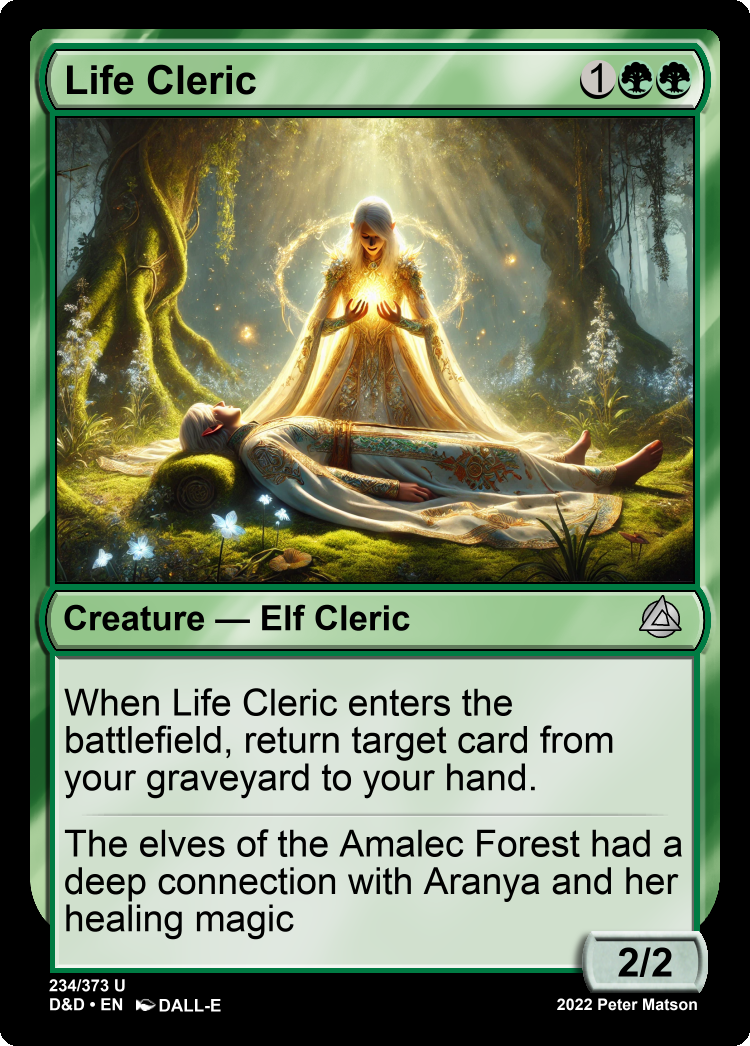 Life Cleric 1
Creature — Elf Cleric
When Life Cleric enters the
battlefield, return target card from
your graveyard to your hand.
The elves of the Amalec Forest had a
deep connection with Aranya and her
healing magic
2/2
234/373 U
D&D • EN DALL-E
2022 Peter Matson